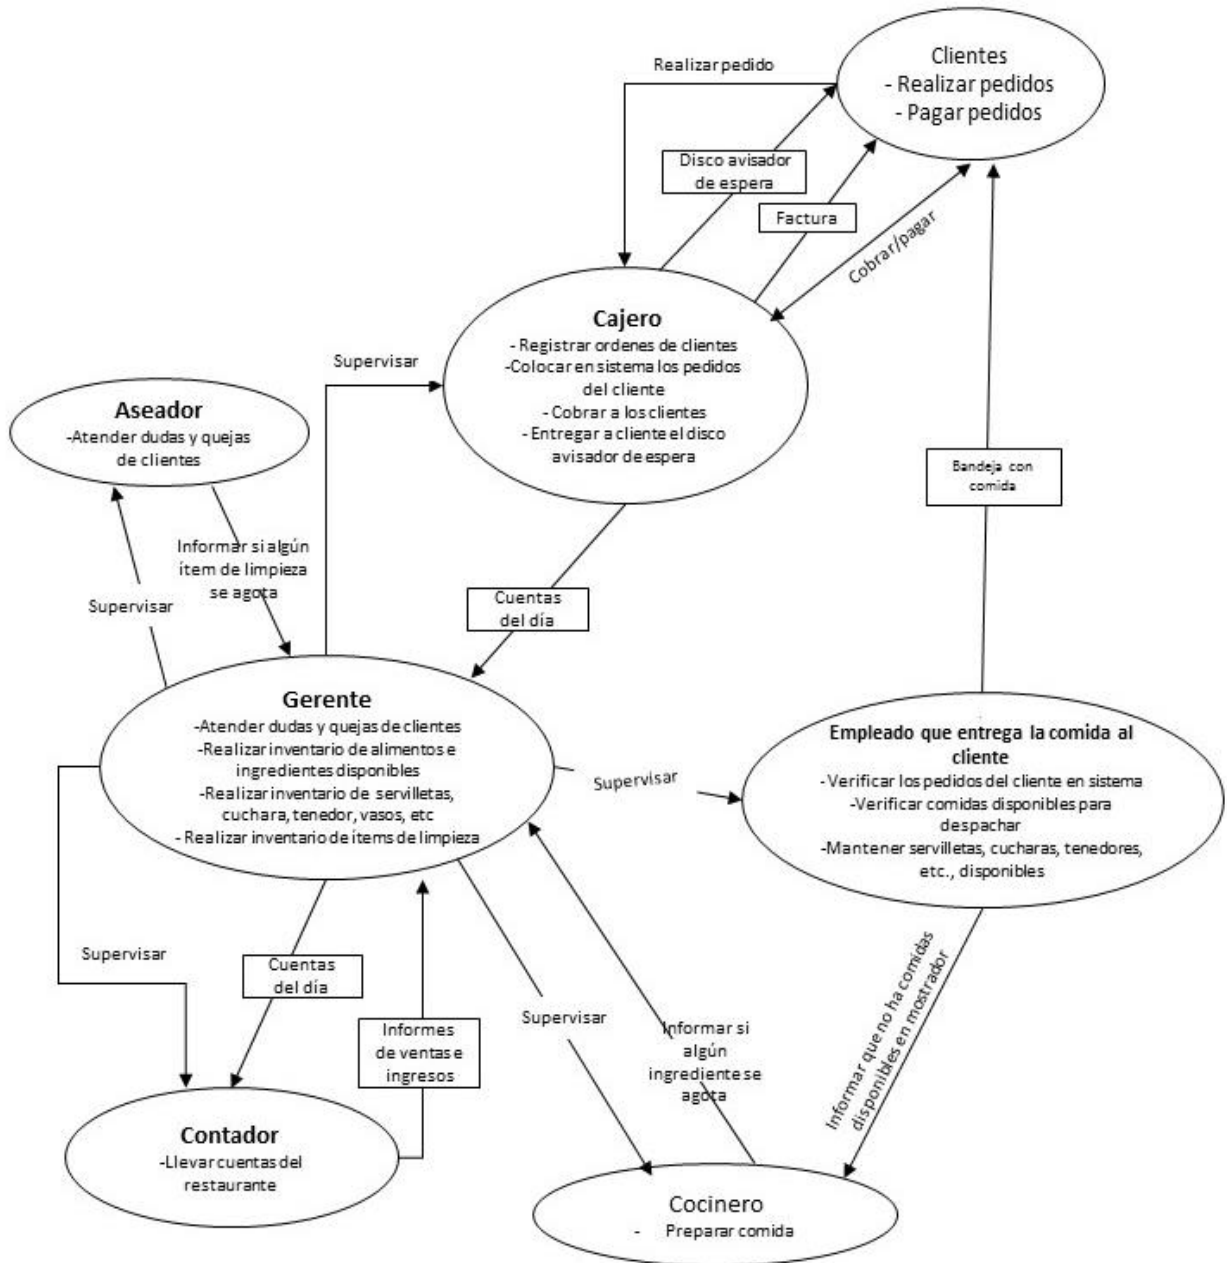 Clientes
- Realizar pedidos
- Pagar pedidos
Realizar pedido
Disco avisador
de espera
Factura
Cobrar/pagar
Cajero
- Registrar ordenes de clientes
-Colocar en sistema los pedidos
del cliente
- Cobrar a los clientes
- Entregar a cliente el disco
avisador de espera
Supervisar
Aseador
-Atender dudas y quejas
de clientes
Bandeja con
comida
Informar si algún
ítem de limpieza
se agota
Supervisar
Cuentas
del día
Gerente
-Atender dudas y quejas de clientes
-Realizar inventario de alimentos e
ingredientes disponibles
-Realizar inventario de servilletas,
cuchara, tenedor, vasos, etc
- Realizar inventario de ítems de limpieza
Supervisar
Empleado que entrega la comida al
cliente
- Verificar los pedidos del cliente en sistema
-Verificar comidas disponibles para
despachar
-Mantener servilletas, cucharas, tenedores,
etc., disponibles
Supervisar
Cuentas
del día
Informes
de ventas e
ingresos
Supervisar
Informar si
algún
ingrediente se
agota
Informar que no ha comidas
disponibles en mostrador
Contador
-Llevar cuentas del
restaurante
Cocinero
- Preparar comida